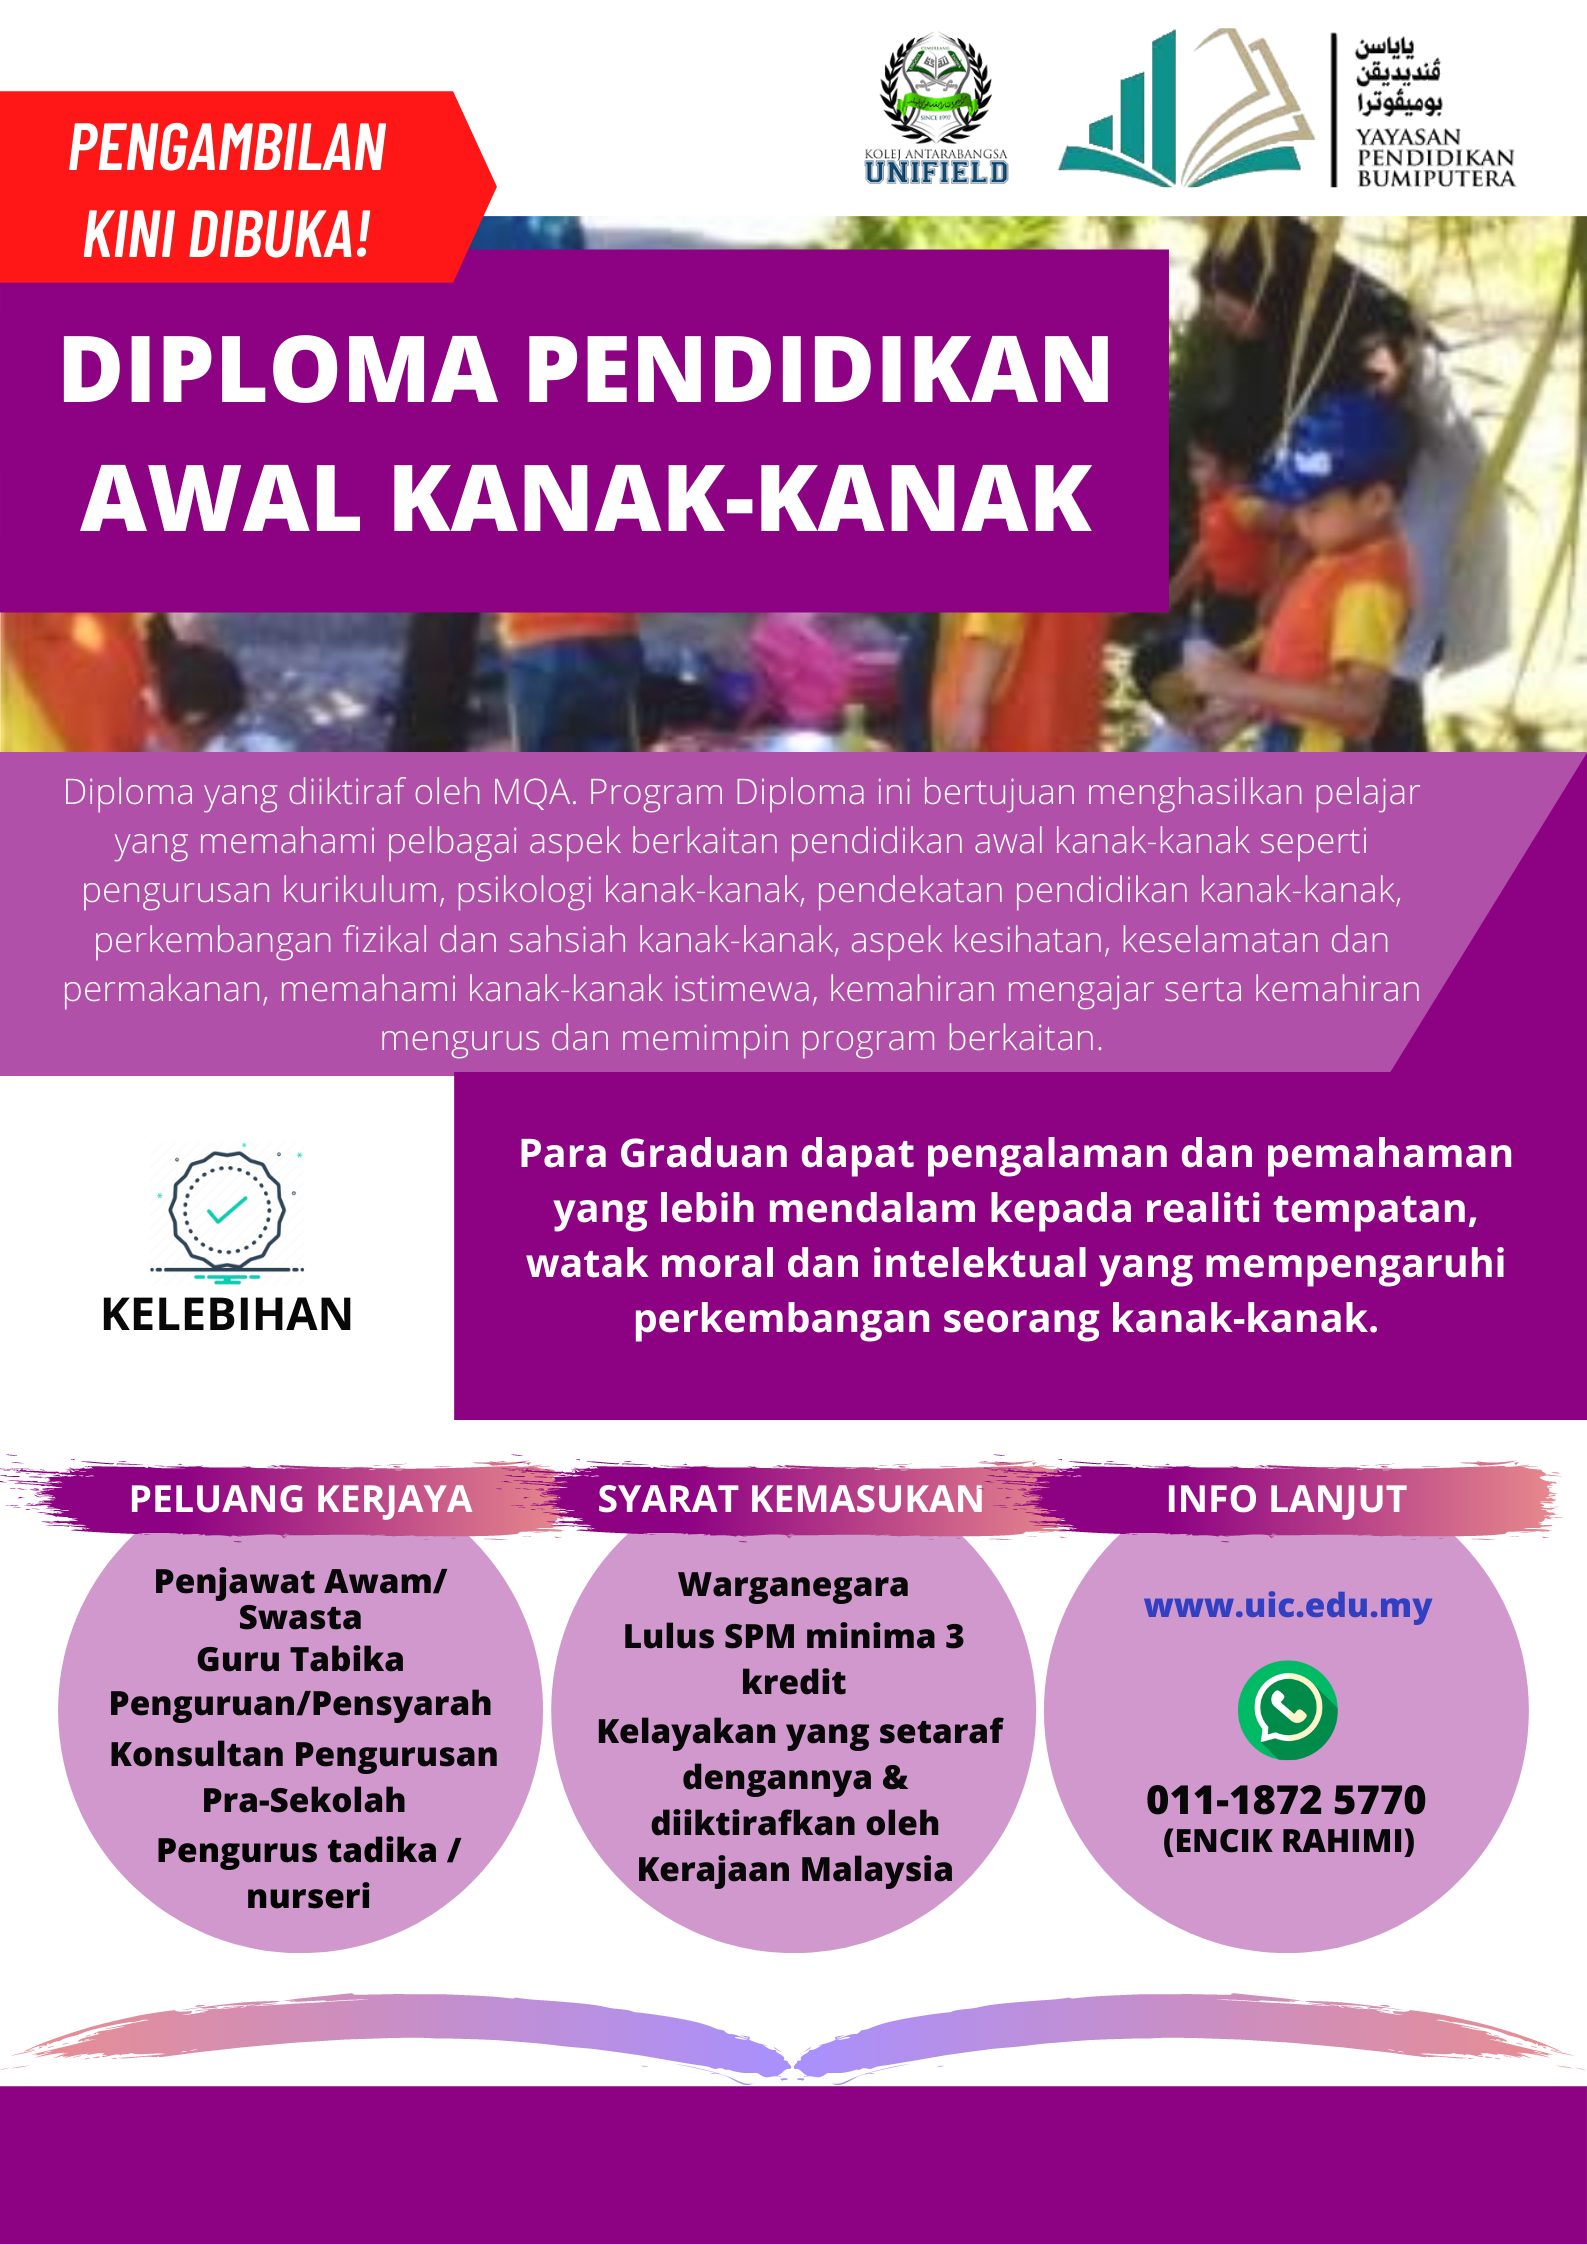 KOLEJ ANTARABANGSA
UNIFIELD
SINCE 1997
ياياسن
ڤنديديقن
بوميڤوترا
YAYASAN
PENDIDIKAN
BUMIPUTERA
PENGAMBILAN
KINI DIBUKA!
DIPLOMA PENDIDIKAN
AWAL KANAK-KANAK
Diploma yang diiktiraf oleh MQA. Program Diploma ini bertujuan menghasilkan pelajar
yang memahami pelbagai aspek berkaitan pendidikan awal kanak-kanak seperti
pengurusan kurikulum, psikologi kanak-kanak, pendekatan pendidikan kanak-kanak,
perkembangan fizikal dan sahsiah kanak-kanak, aspek kesihatan, keselamatan dan
permakanan, memahami kanak-kanak istimewa, kemahiran mengajar serta kemahiran
mengurus dan memimpin program berkaitan.
KELEBIHAN
Para Graduan dapat pengalaman dan pemahaman
yang lebih mendalam kepada realiti tempatan,
watak moral dan intelektual yang mempengaruhi
perkembangan seorang kanak-kanak.
PELUANG KERJAYA
Penjawat Awam/
Swasta
Guru Tabika
Penguruan/Pensyarah
Konsultan Pengurusan
Pra-Sekolah
Pengurus tadika /
nurseri
SYARAT KEMASUKAN
Warganegara
Lulus SPM minima 3
kredit
Kelayakan yang setaraf
dengannya &
diiktirafkan oleh
Kerajaan Malaysia
INFO LANJUT
www.uic.edu.my
011-1872 5770
(ENCIK RAHIMI)